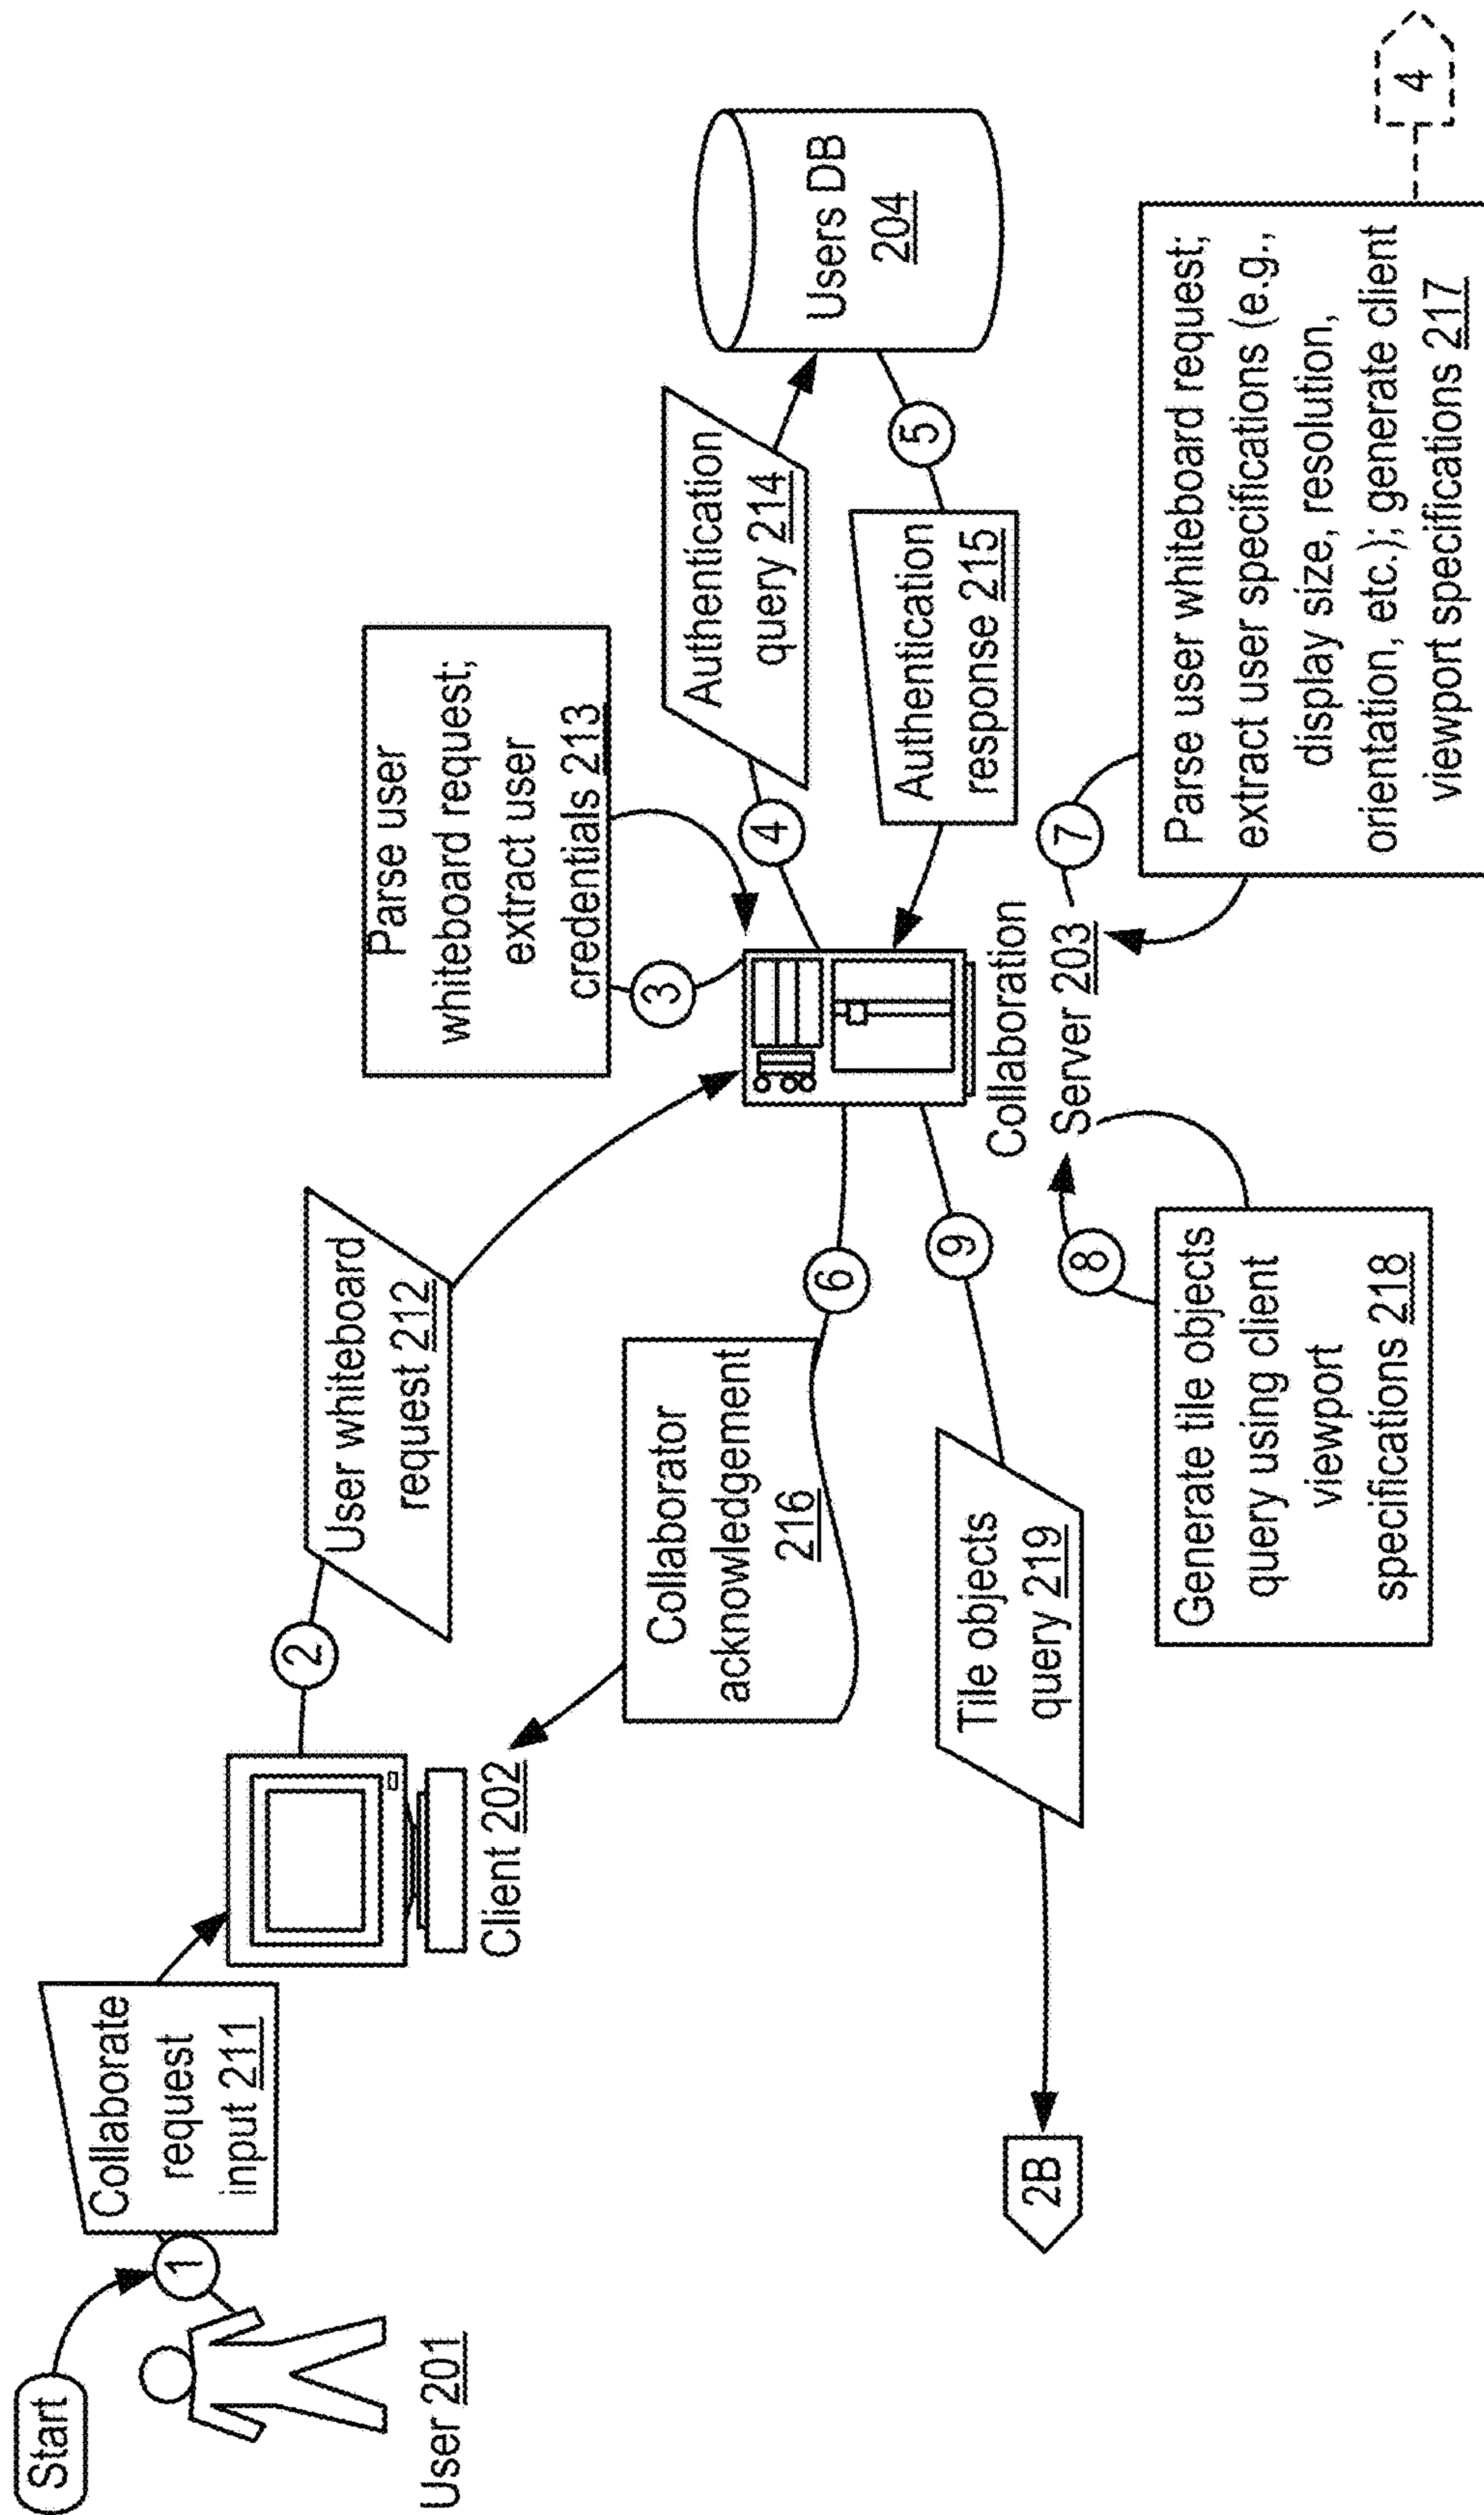 Start
1
User 201
Collaborate
request
input 211
Client 202
2
User whiteboard
request 212
Parse user
whiteboard request;
extract user
credentials 213
3
4
Authentication
query 214
Users DB
204
5
Authentication
response 215
Collaboration
Server 203
6
Collaborator
acknowledgement
216
7
Parse user whiteboard request;
extract user specifications (e.g.,
display size, resolution,
orientation, etc.); generate client
viewport specifications 217
4
8
Generate tile objects
query using client
viewport
specifications 218
9
Tile objects
query 219
2B